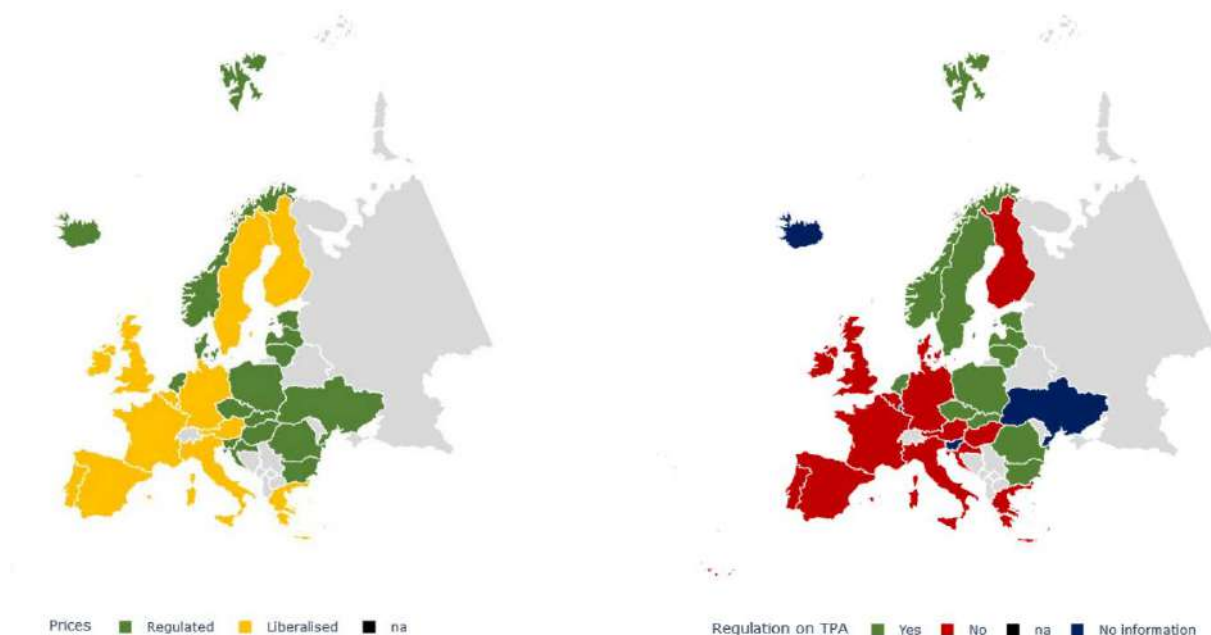 Prices Regulated Liberalised na
Regulation on TPA Yes No na No information